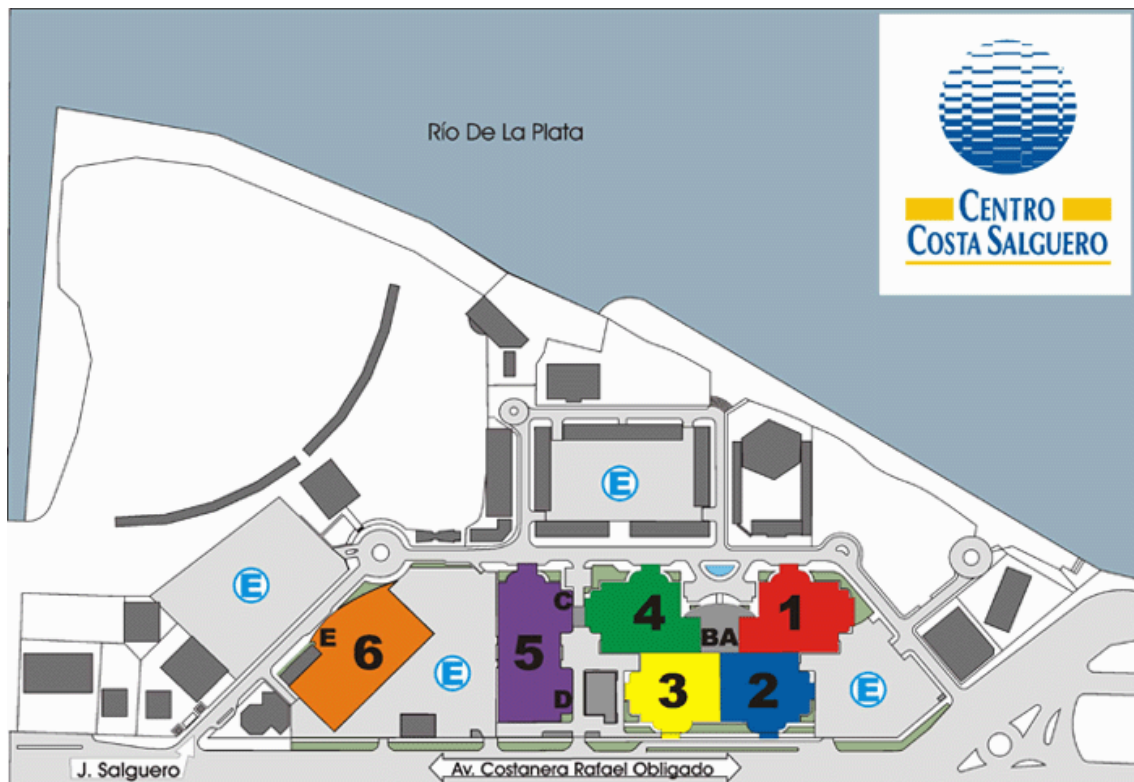 Río De La Plata
CENTRO
COSTA SALGUERO
E
E
C
4
1
E
6
5
BA
E
3
2
E
D
J. Salguero
Av. Costanera Rafael Obligado